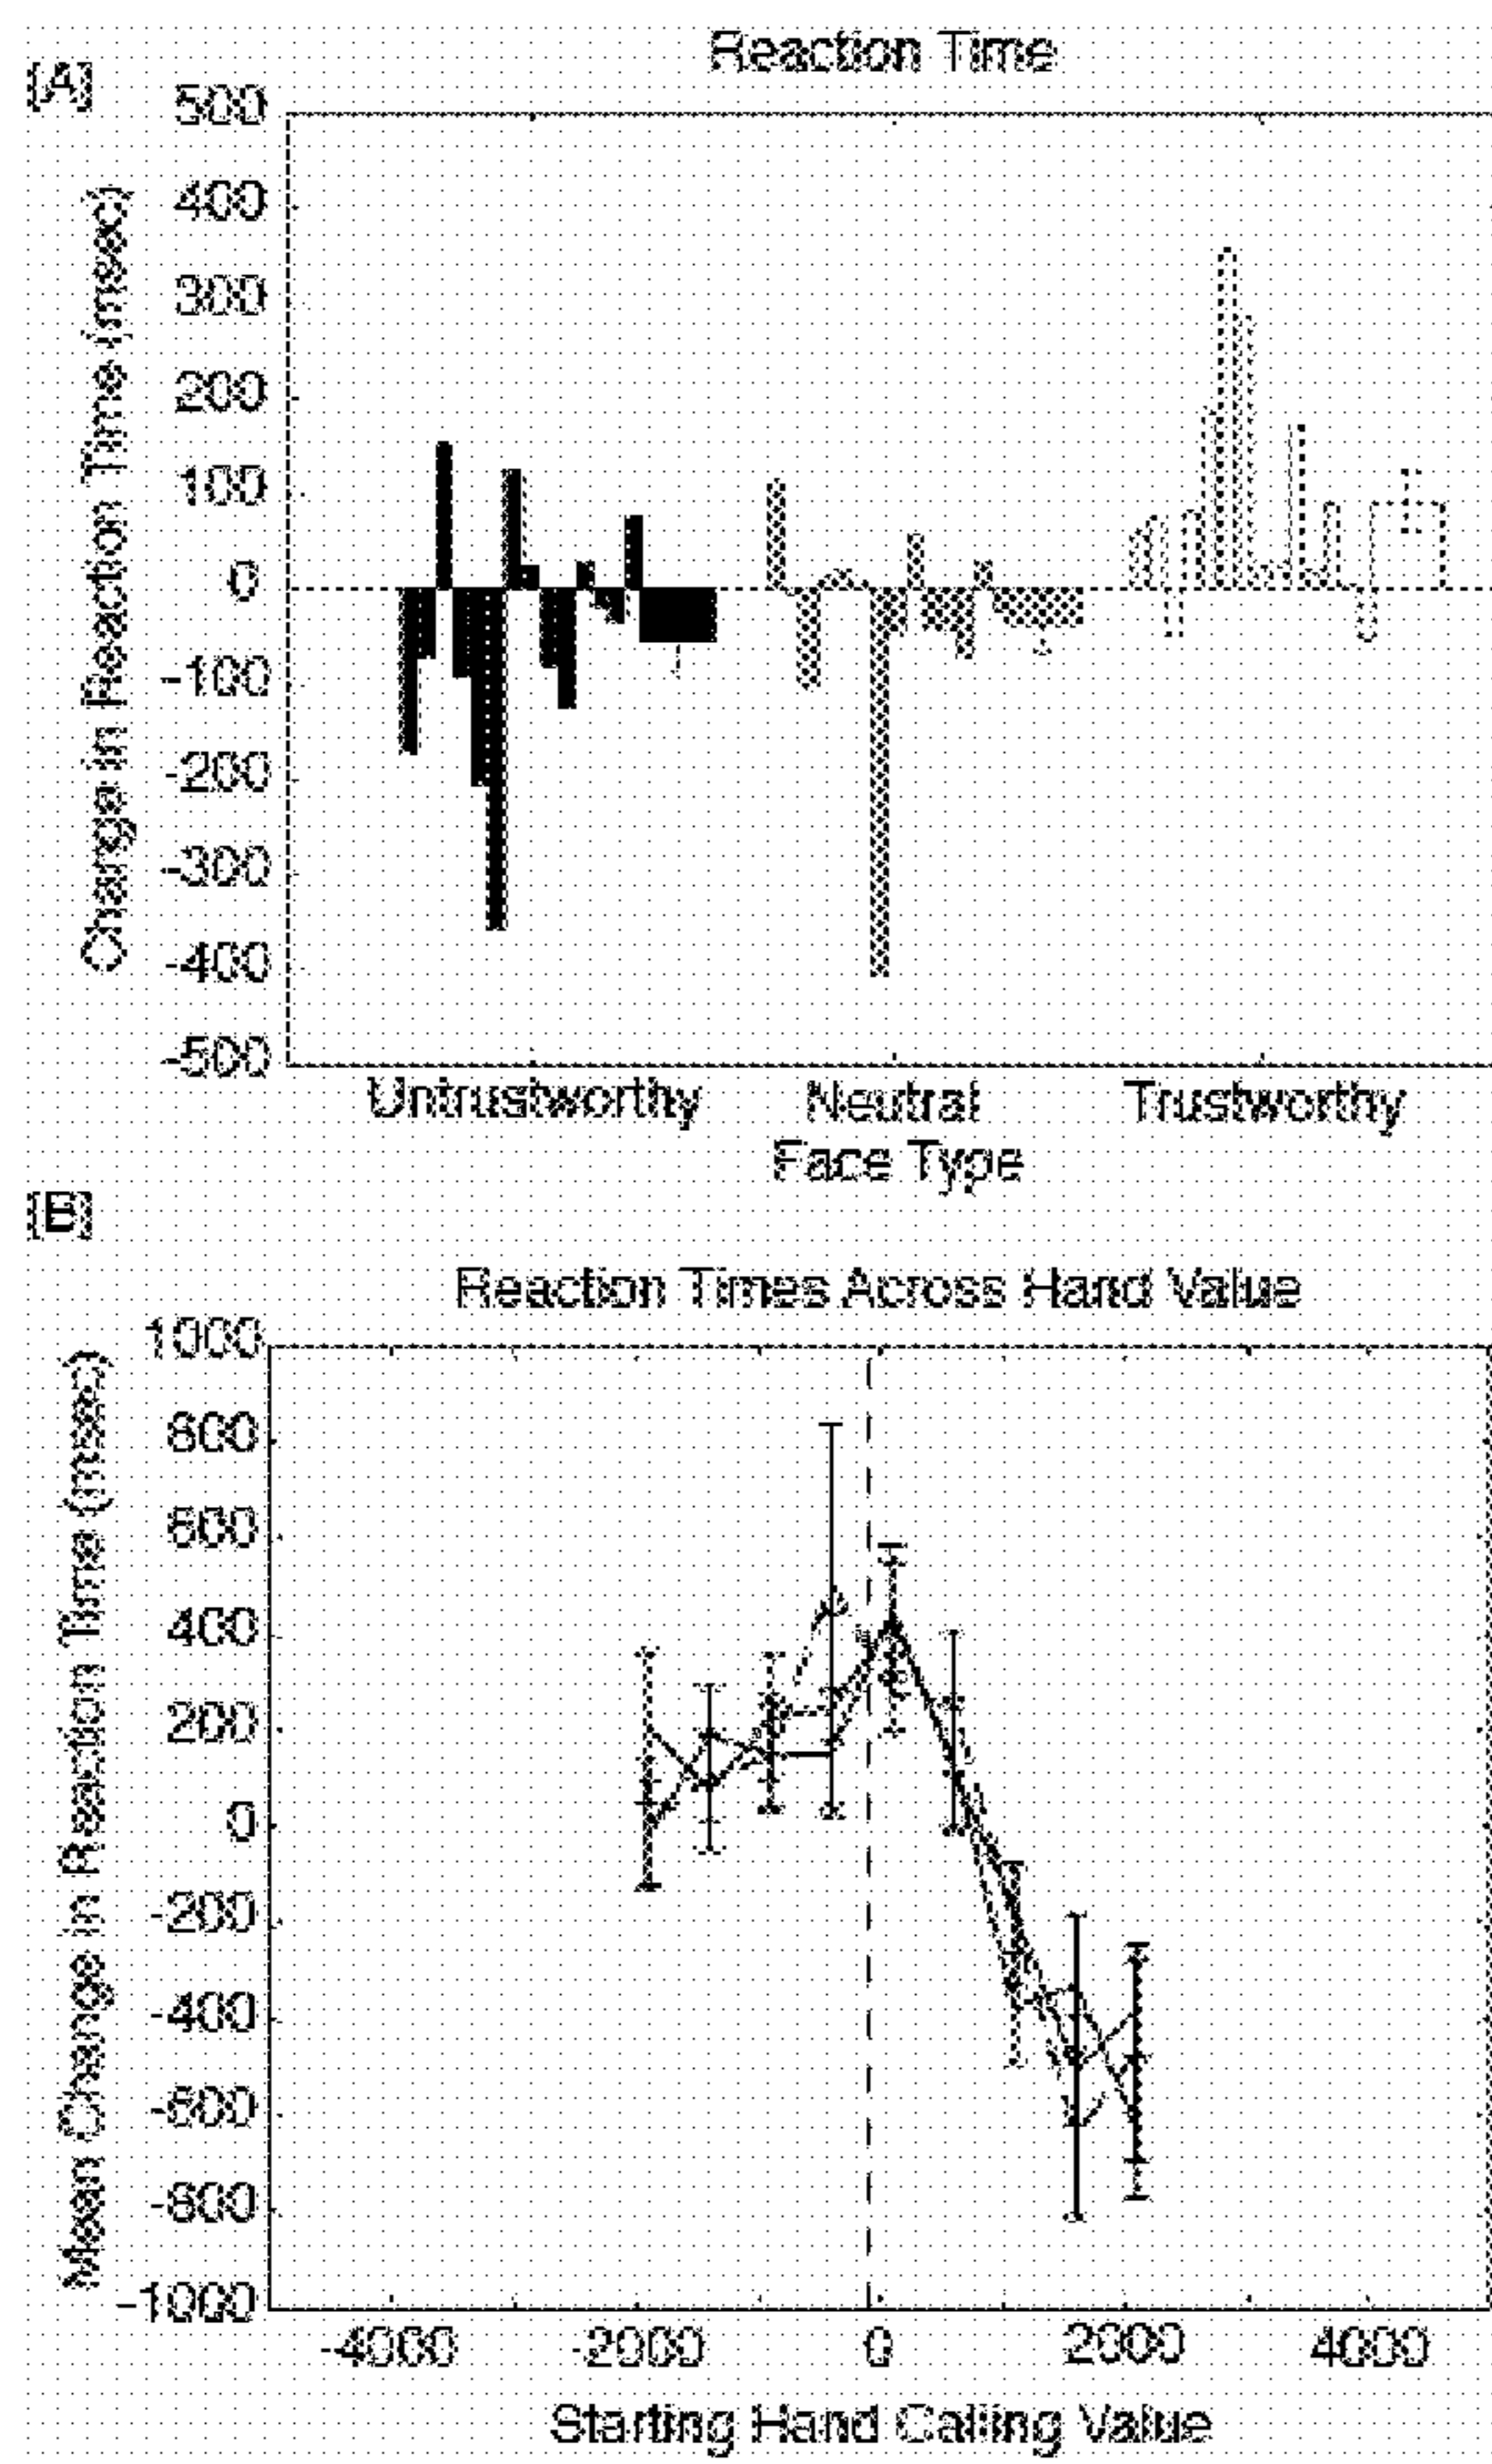 [A]
Reaction Time
500
400
300
200
100
0
-100
-200
-300
-400
-500
Change in Reaction Time (msec)
Untrustworthy
Neutral
Trustworthy
Face Type
[B]
Reaction Times Across Hand Value
1000
800
600
400
200
0
-200
-400
-600
-800
-1000
Mean Change in Reaction Time (msec)
-4000
-2000
0
2000
4000
Starting Hand Calling Value